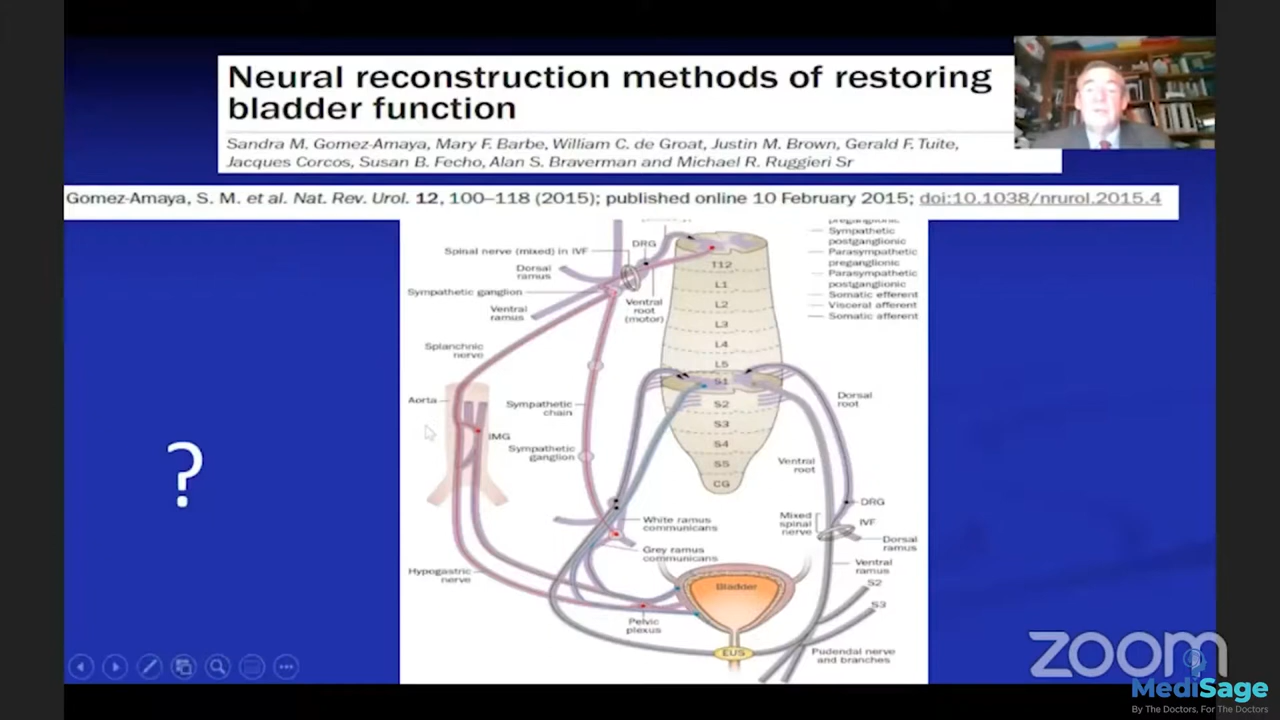 Neural reconstruction methods of restoring
bladder function
Sandra M. Gomez-Amaya, Mary F. Barbe, William C. de Groat, Justin M. Brown, Gerald F. Tuite,
Jacques Corcos, Susan B. Fecho, Alan S. Braverman and Michael R. Ruggieri Sr
Gomez-Amaya, S. M. et al. Nat. Rev. Urol. 12, 100–118 (2015); published online 10 February 2015; doi:10.1038/nrurol.2015.4
preganglionic
Sympathetic
postganglionic
Parasympathetic
preganglionic
Parasympathetic
postganglionic
Somatic efferent
Visceral afferent
Somatic afferent
Spinal nerve (mixed) in IVF
DRG
Dorsal
ramus
Sympathetic ganglion
Ventral
ramus
Ventral
root
(motor)
T12
L1
L2
L3
L4
L5
S1
S2
S3
S4
S5
CG
Splanchnic
nerve
Aorta
IMG
Sympathetic
chain
Sympathetic
ganglion
Dorsal
root
Ventral
root
?
White ramus
communicans
Grey ramus
communicans
Mixed
spinal
nerve
DRG
IVF
Dorsal
ramus
Ventral
ramus
S2
S3
Hypogastric
nerve
Bladder
Pelvic
plexus
EUS
Pudendal nerve
and branches
zoom
MediSage
By The Doctors, For The Doctors